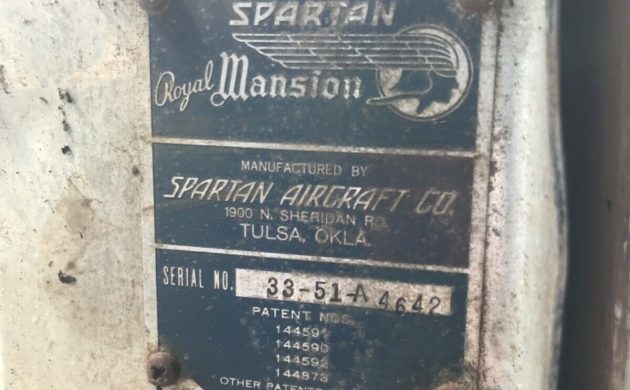 SPARTAN
Royal Mansion
MANUFACTURED BY
SPARTAN AIRCRAFT CO.
1900 N. SHERIDAN RD.
TULSA, OKLA.
SERIAL NO. 33-51-A 4642
PATENT NOS.
144591
144590
144592
144873
OTHER PATENTS